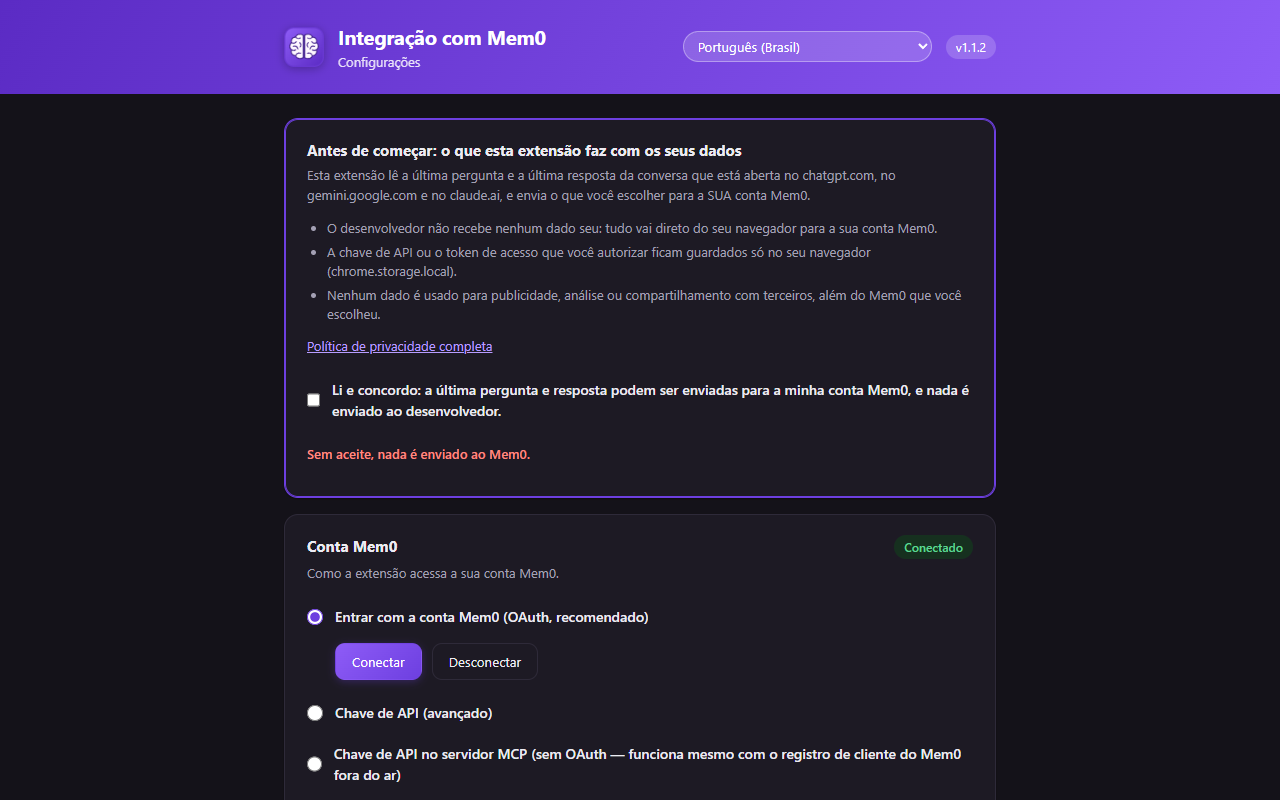 Integração com Mem0
Configurações
Português (Brasil)
v1.1.2
Antes de começar: o que esta extensão faz com os seus dados
Esta extensão lê a última pergunta e a última resposta da conversa que está aberta no chatgpt.com, no
gemini.google.com e no claude.ai, e envia o que você escolher para a SUA conta Mem0.
• O desenvolvedor não recebe nenhum dado seu: tudo vai direto do seu navegador para a sua conta Mem0.
• A chave de API ou o token de acesso que você autorizar ficam guardados só no seu navegador
(chrome.storage.local).
• Nenhum dado é usado para publicidade, análise ou compartilhamento com terceiros, além do Mem0 que você
escolheu.
Política de privacidade completa
Li e concordo: a última pergunta e resposta podem ser enviadas para a minha conta Mem0, e nada é
enviado ao desenvolvedor.
Sem aceite, nada é enviado ao Mem0.
Conta Mem0
Conectado
Como a extensão acessa a sua conta Mem0.
Entrar com a conta Mem0 (OAuth, recomendado)
Conectar
Desconectar
Chave de API (avançado)
Chave de API no servidor MCP (sem OAuth — funciona mesmo com o registro de cliente do Mem0
fora do ar)